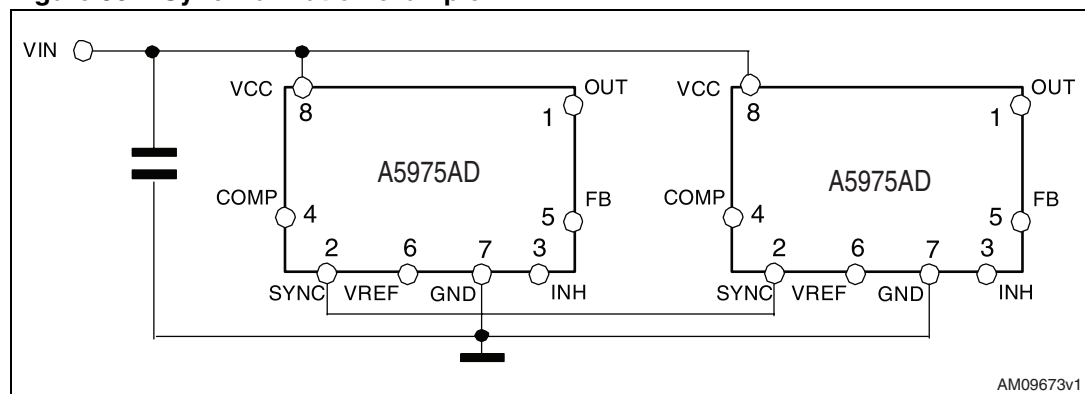 VIN
VCC
8
OUT
1
A5975AD
COMP
4
FB
5
2
6
7
3
SYNC
VREF
GND
INH
VCC
8
OUT
1
A5975AD
COMP
4
FB
5
2
6
7
3
SYNC
VREF
GND
INH
AM09673v1